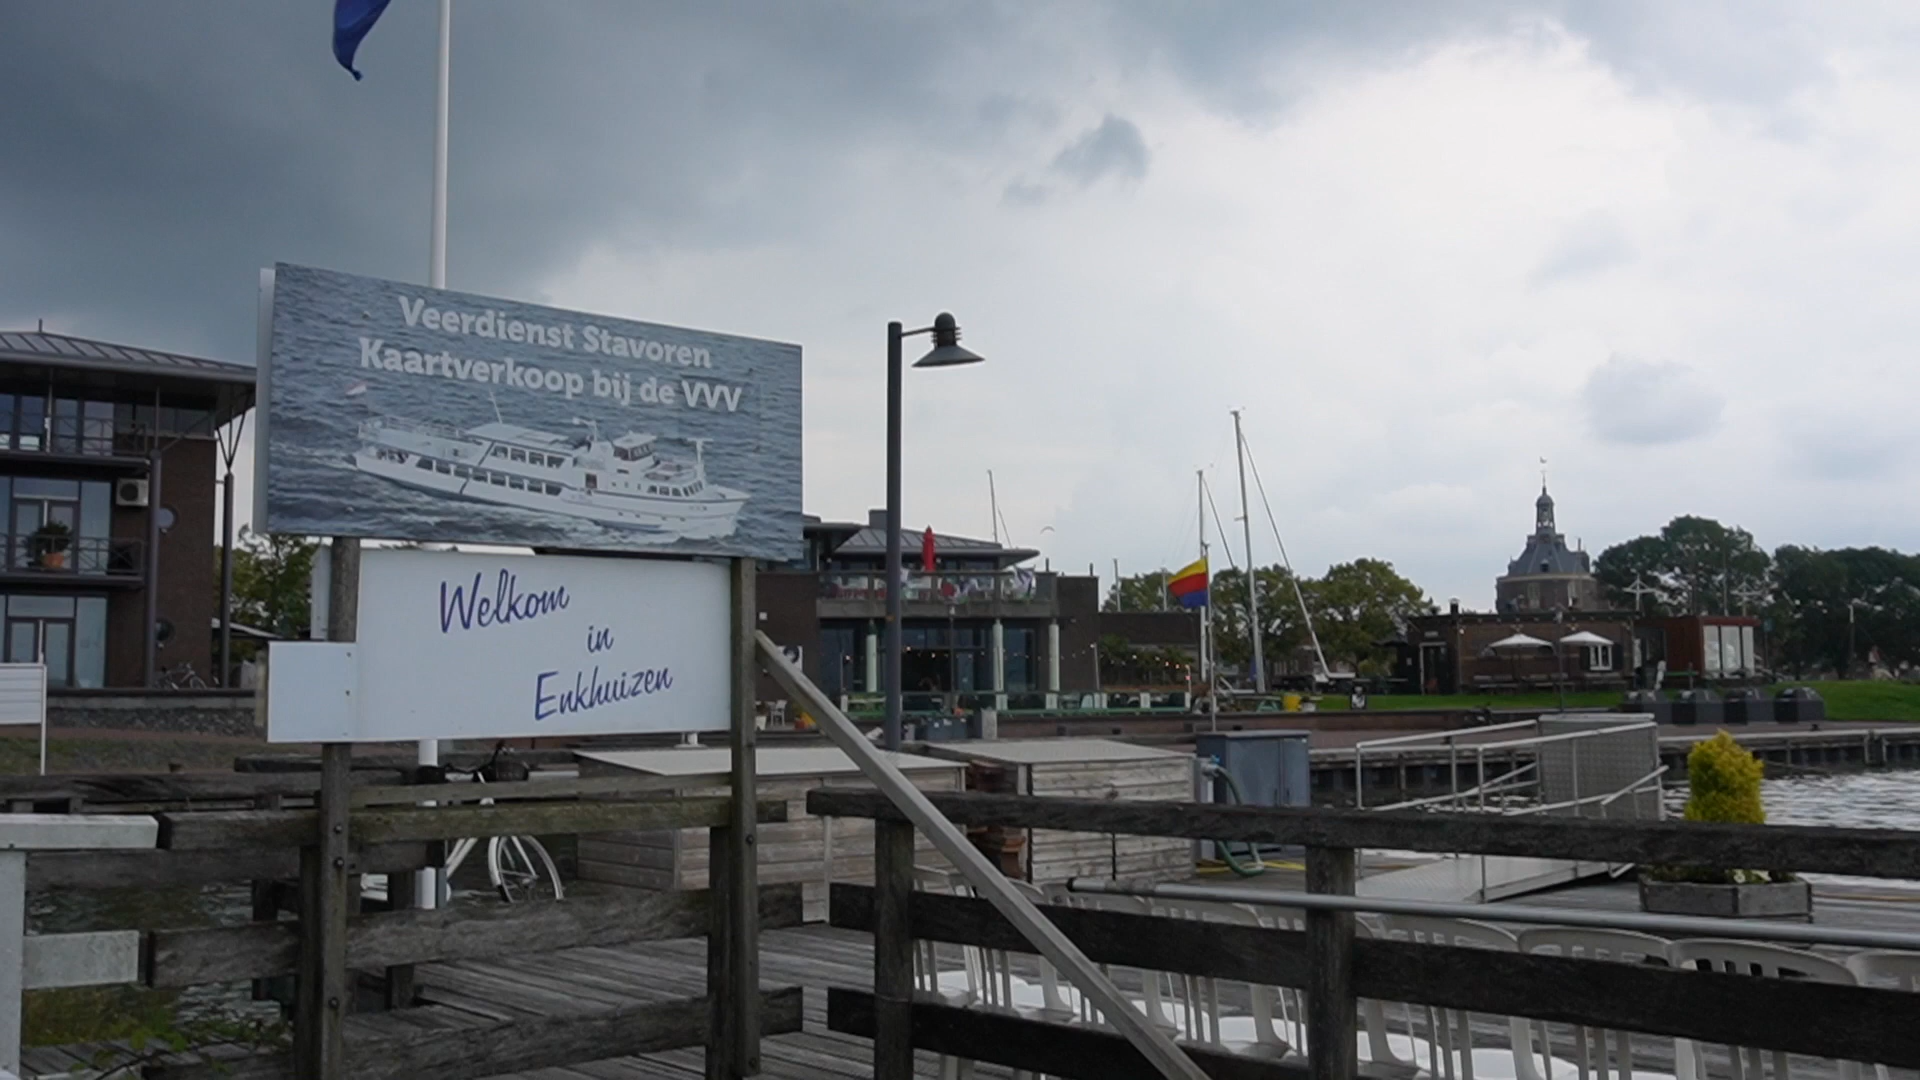 Veerdienst Stavoren
Kaartverkoop bij de VVV
Welkom
in
Enkhuizen